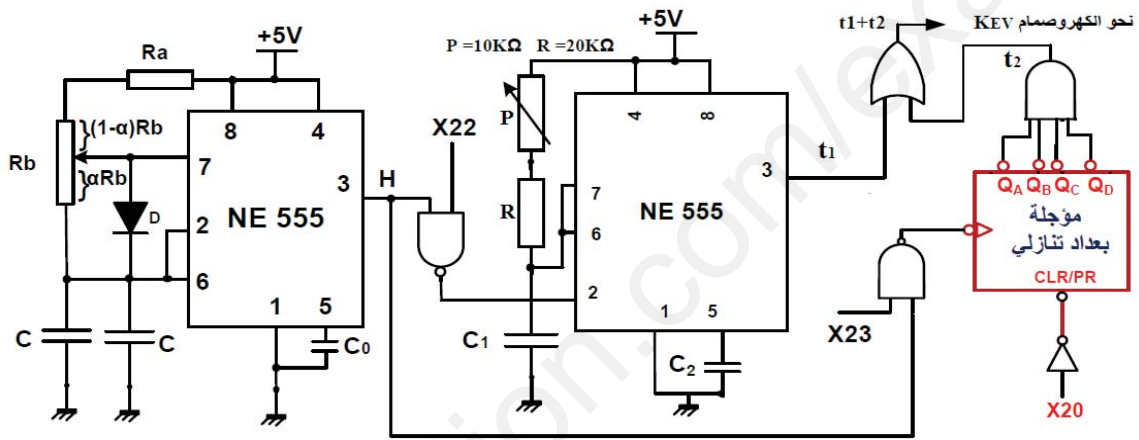 +5V
Ra
Rb
}(1-α)Rb
}αRb
D
C
C
8
4
7
2
6
3
1
5
NE 555
C0
H
X22
P =10KΩ R =20KΩ
+5V
P
R
C1
4
8
7
6
2
3
1
5
NE 555
C2
t1
t1+t2
نحو الكهروصمام KEV
t2
QA QB QC QD
مؤجلة
بعداد تنازلي
CLR/PR
X23
X20